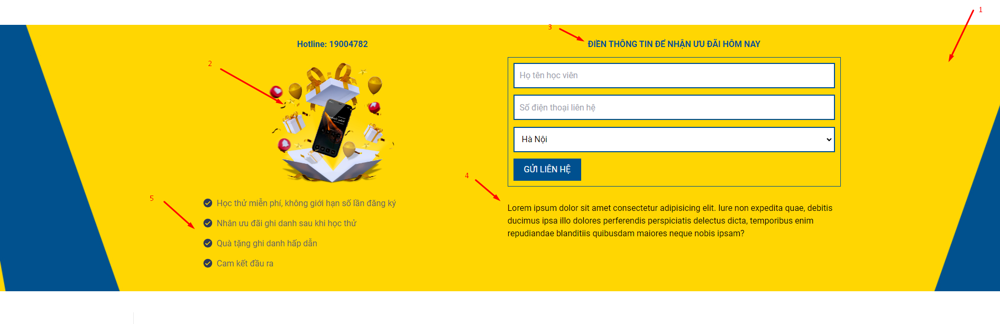 1
3
Hotline: 19004782
ĐIỀN THÔNG TIN ĐỂ NHẬN ƯU ĐÃI HÔM NAY
2
Họ tên học viên
Số điện thoại liên hệ
Hà Nội
GỬI LIÊN HỆ
4
5
Học thử miễn phí, không giới hạn số lần đăng ký
Nhân ưu đãi ghi danh sau khi học thử
Quà tặng ghi danh hấp dẫn
Cam kết đầu ra
Lorem ipsum dolor sit amet consectetur adipisicing elit. Iure non expedita quae, debitis
ducimus ipsa illo dolores perferendis perspiciatis delectus dicta, temporibus enim
repudiandae blanditiis quibusdam maiores neque nobis ipsam?